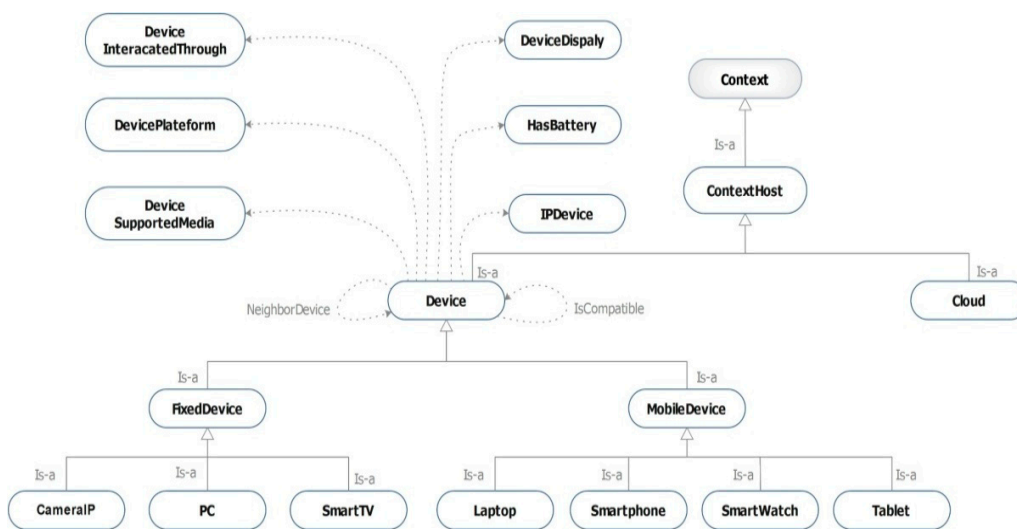 Device
InteracatedThrough
DeviceDispaly
Context
DevicePlateform
HasBattery
Is-a
ContextHost
Device
SupportedMedia
IPDevice
Is-a
Is-a
NeighborDevice
Device
IsCompatible
Cloud
Is-a
Is-a
FixedDevice
MobileDevice
Is-a
Is-a
Is-a
Is-a
Is-a
Is-a
Is-a
CameraIP
PC
SmartTV
Laptop
Smartphone
SmartWatch
Tablet